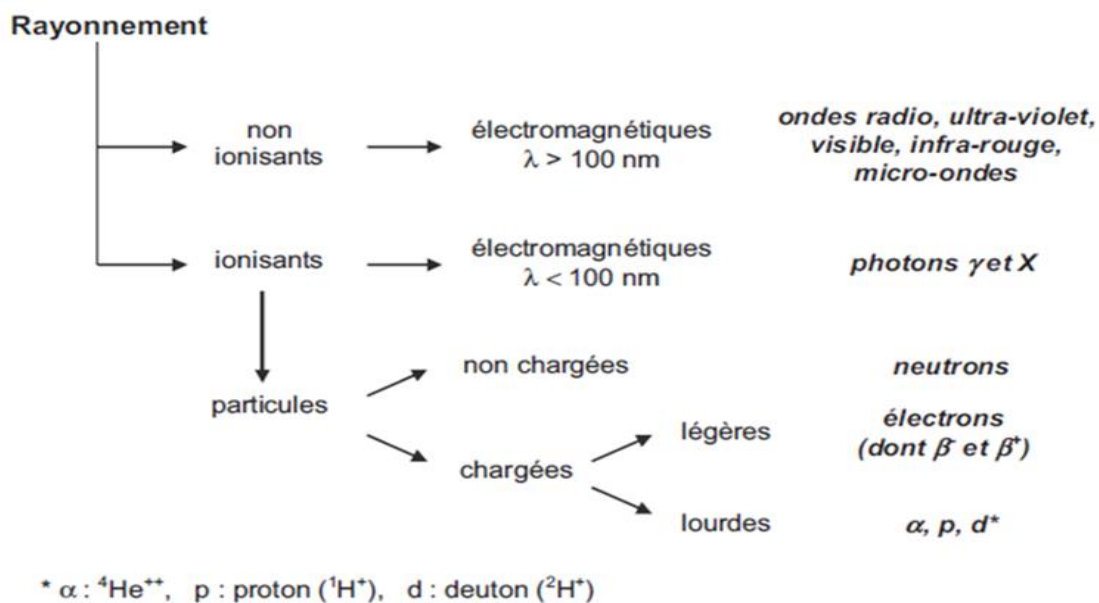 Rayonnement
non
ionisants
électromagnétiques
λ > 100 nm
ondes radio, ultra-violet,
visible, infra-rouge,
micro-ondes
ionisants
électromagnétiques
λ < 100 nm
photons γ et X
particules
non chargées
neutrons
chargées
légères
électrons
(dont β⁻ et β⁺)
lourdes
α, p, d*
* α : ⁴He⁺⁺, p : proton (¹H⁺), d : deuton (²H⁺)